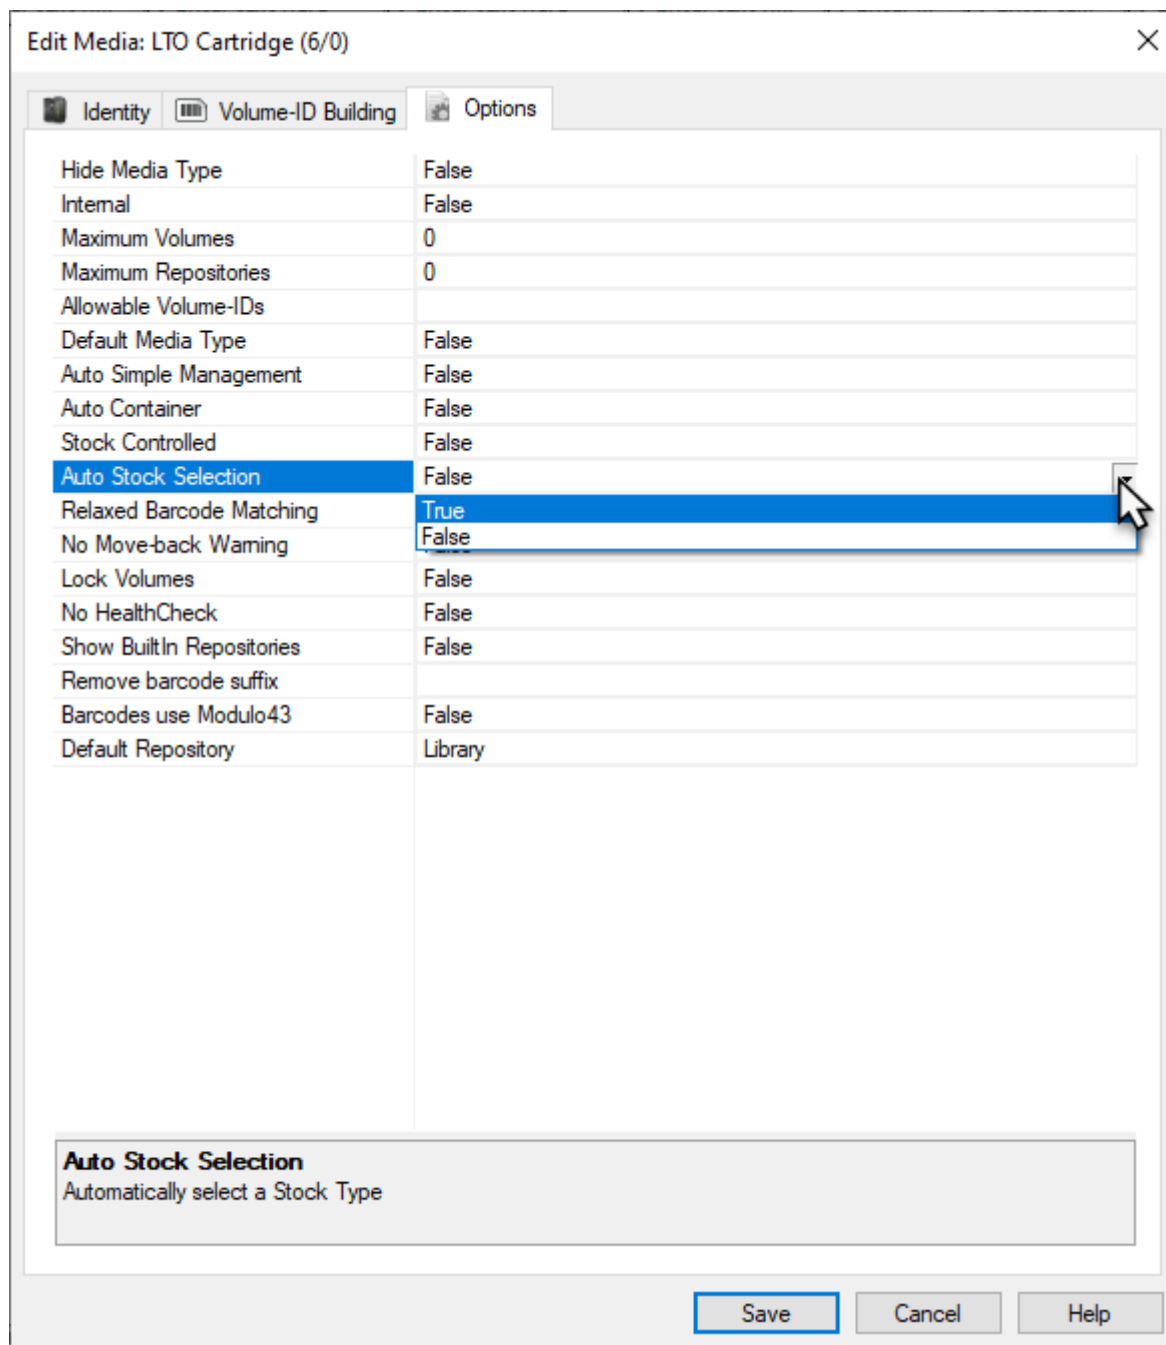 Edit Media: LTO Cartridge (6/0)
Identity Volume-ID Building Options
Hide Media Type False
Internal False
Maximum Volumes 0
Maximum Repositories 0
Allowable Volume-IDs
Default Media Type False
Auto Simple Management False
Auto Container False
Stock Controlled False
Auto Stock Selection False
Relaxed Barcode Matching True
False
No Move-back Warning
Lock Volumes False
No HealthCheck False
Show BuiltIn Repositories False
Remove barcode suffix
Barcodes use Modulo43 False
Default Repository Library
Auto Stock Selection
Automatically select a Stock Type
Save Cancel Help